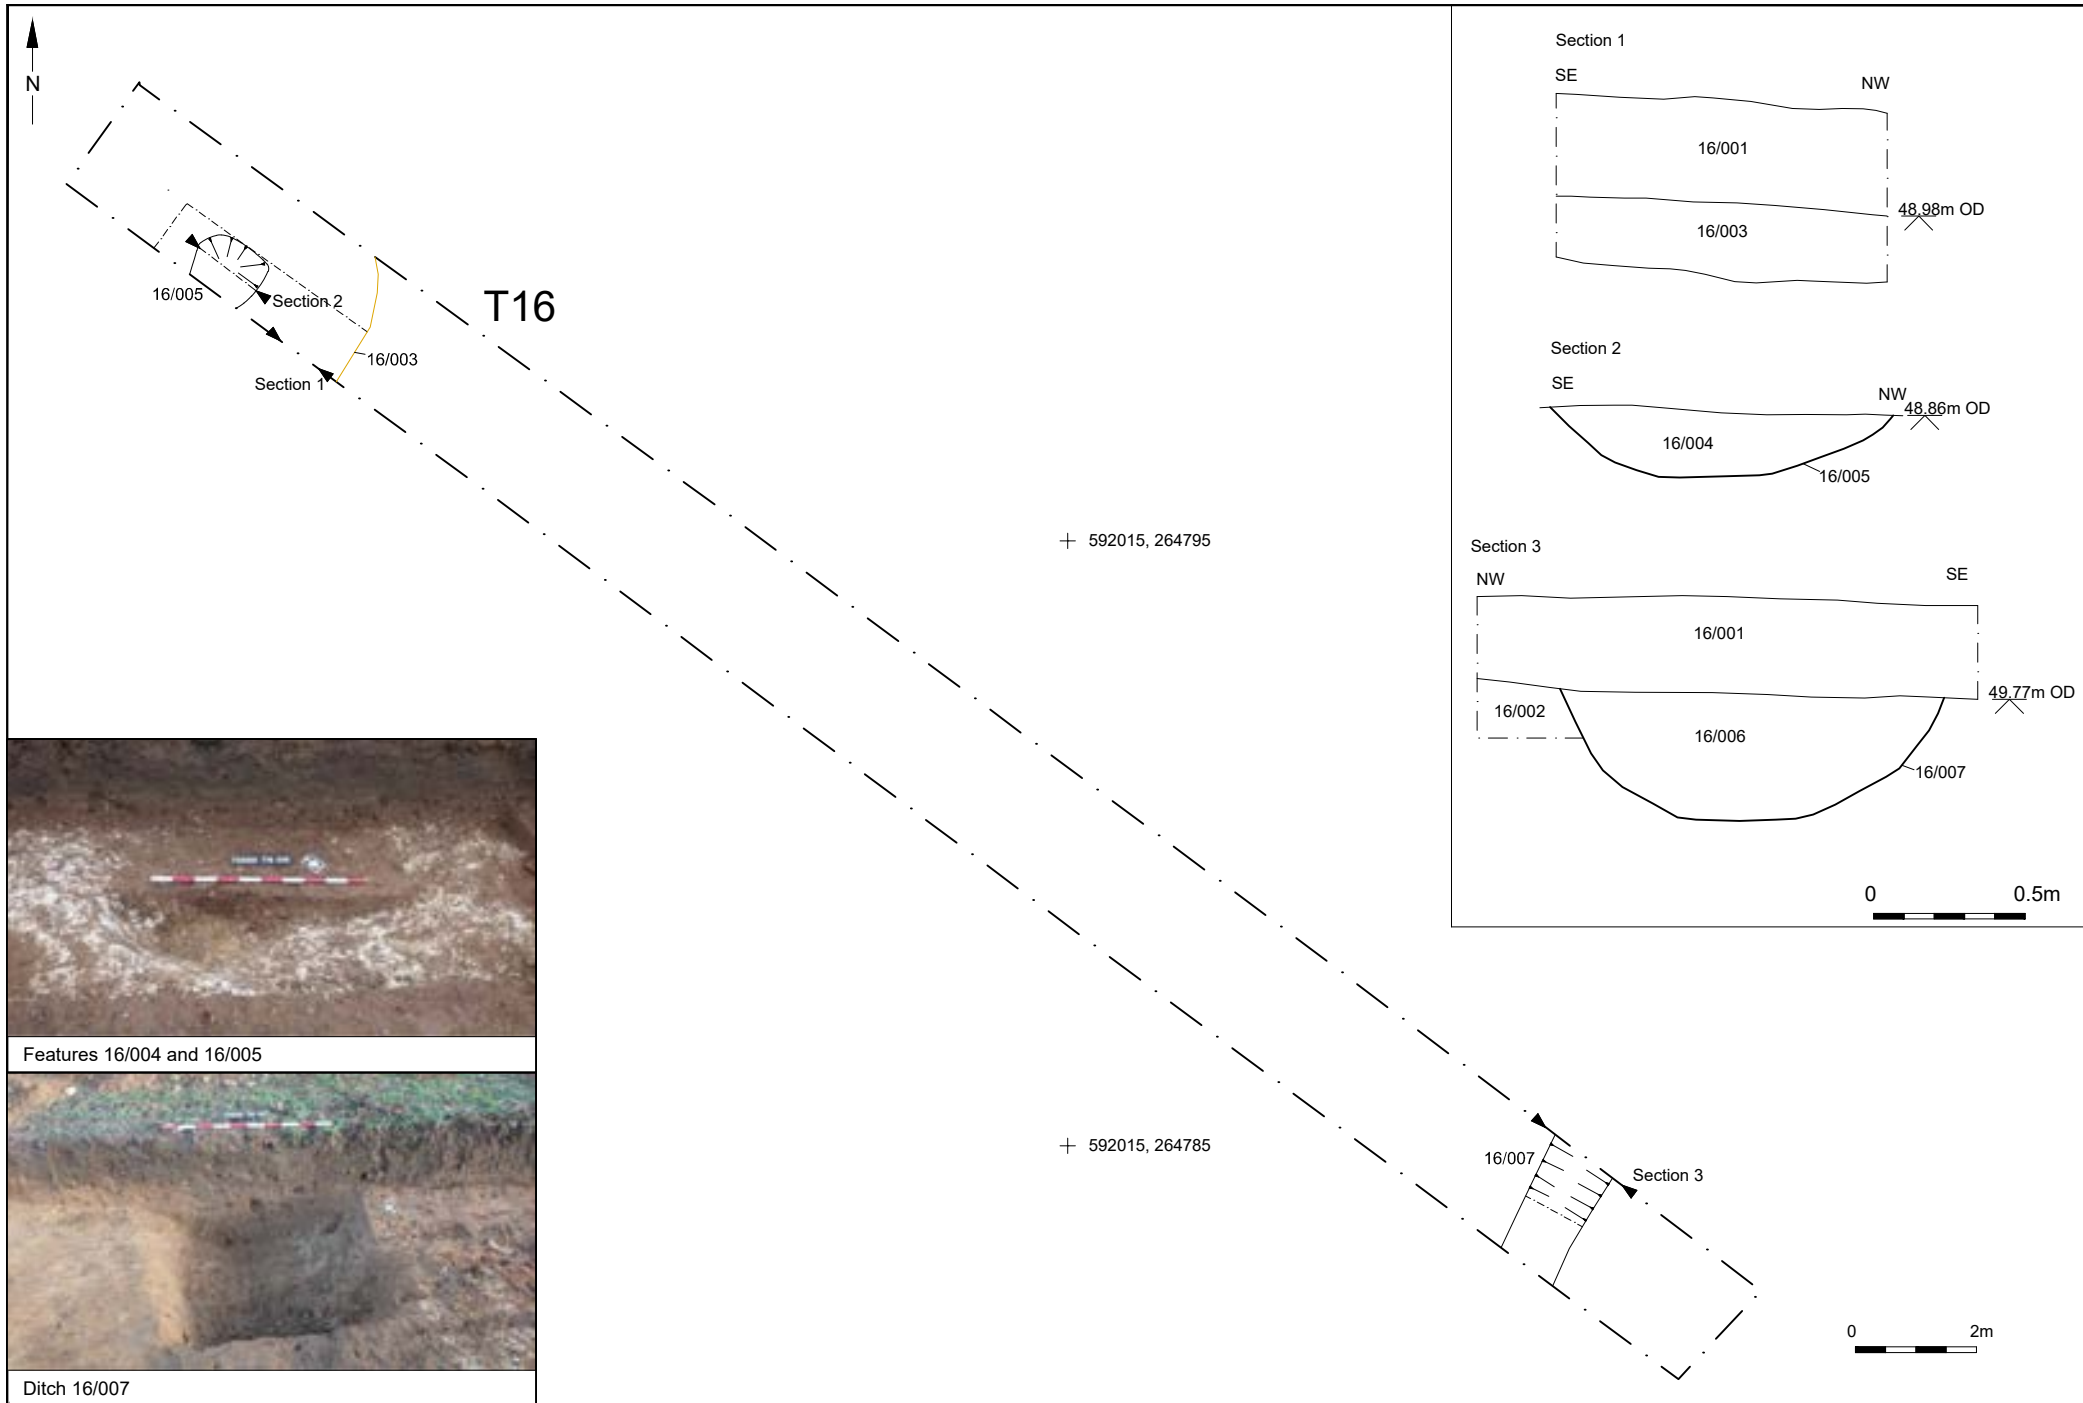 N
T16
16/005
Section 2
16/003
Section 1
592015, 264795
592015, 264785
16/007
Section 3
0 2m
Section 1
SE NW
16/001
48.98m OD
16/003
Section 2
SE NW
48.86m OD
16/004
16/005
Section 3
NW SE
16/001
49.77m OD
16/002
16/006
16/007
0 0.5m
Features 16/004 and 16/005
Ditch 16/007